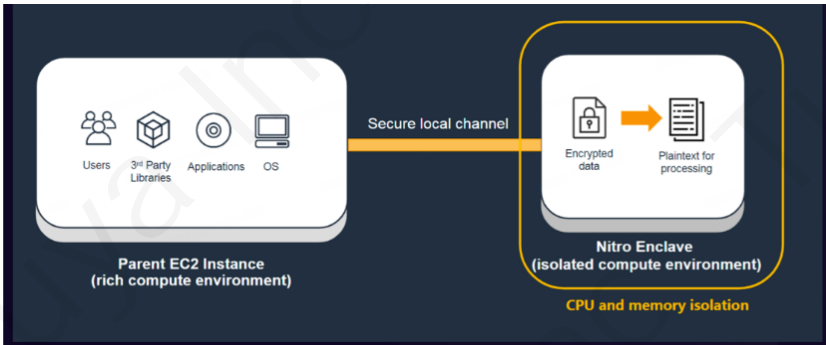 Users
3rd Party
Libraries
Applications
OS
Parent EC2 Instance
(rich compute environment)
Secure local channel
Encrypted
data
Plaintext for
processing
Nitro Enclave
(isolated compute environment)
CPU and memory isolation